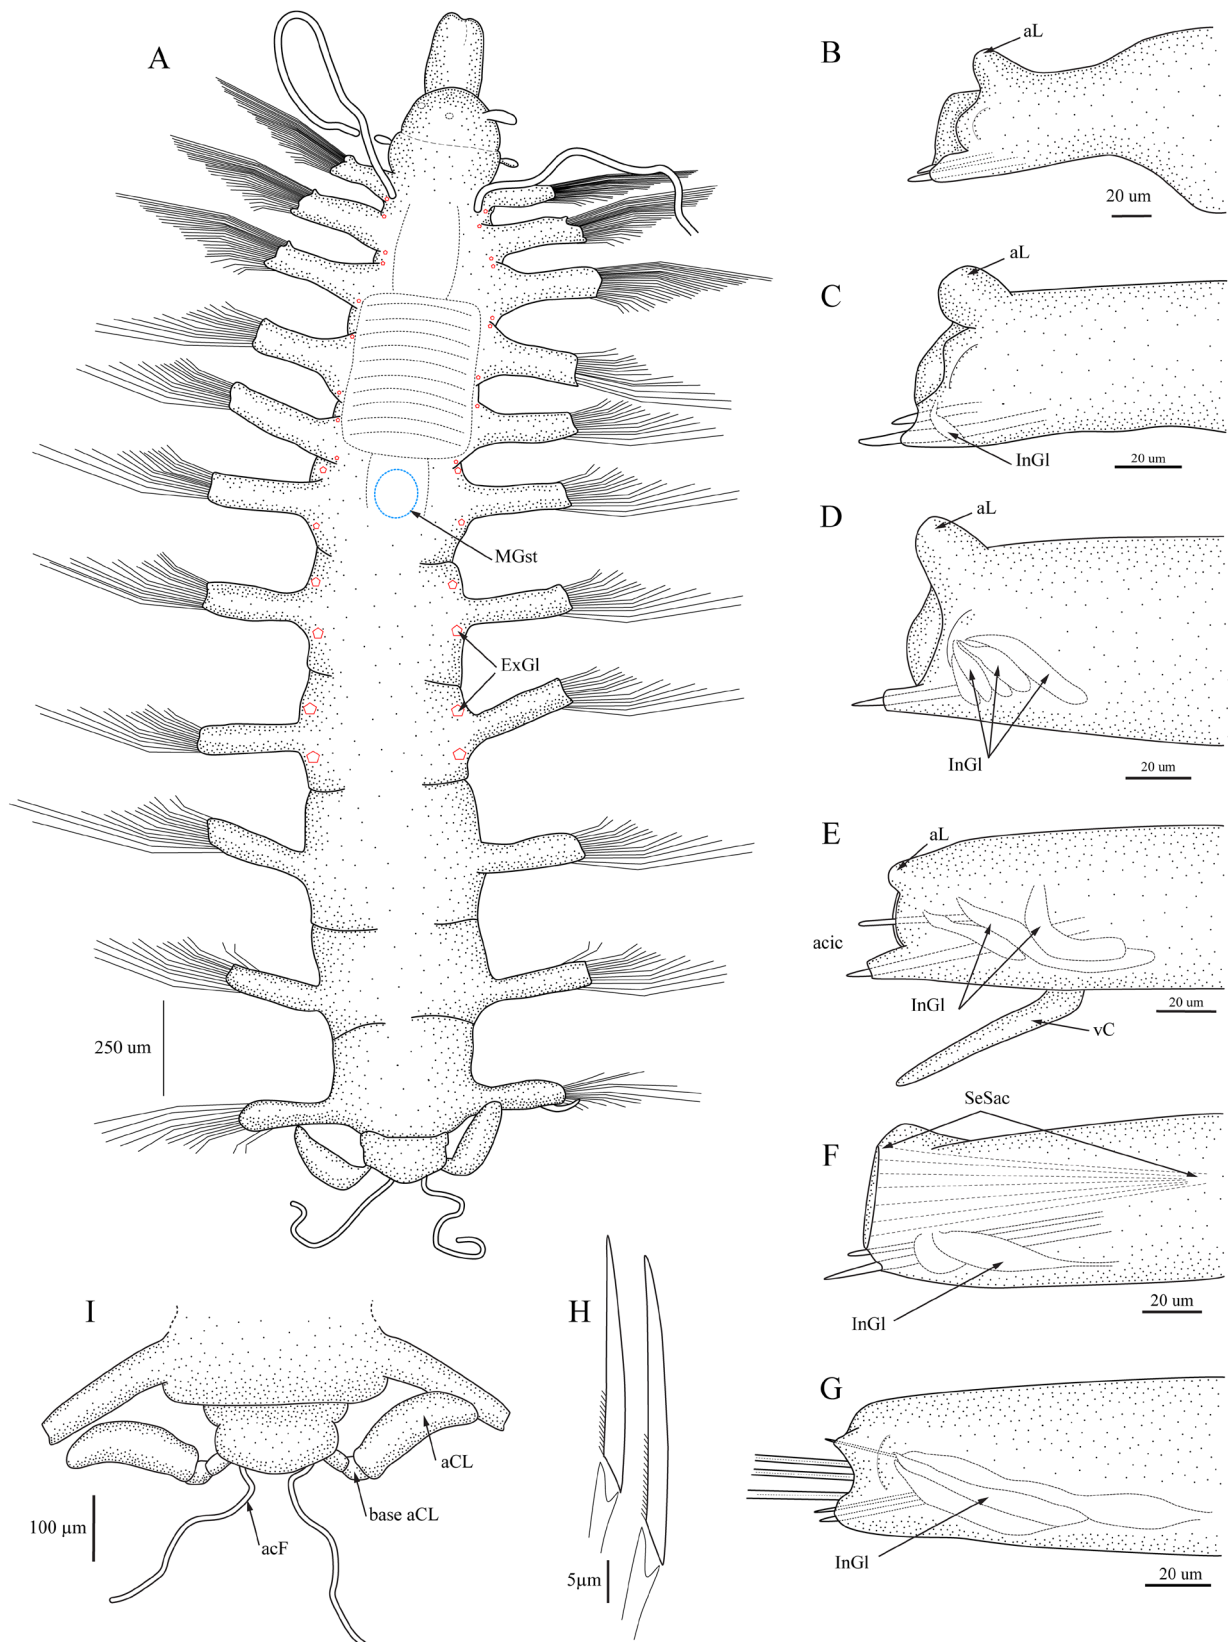 A
MGst
ExGl
250 um
B
aL
20 um
C
aL
InGl
20 um
D
aL
InGl
20 um
E
aL
acic
InGl
20 um
vC
SeSac
F
20 um
InGl
G
InGl
20 um
H
5μm
I
aCL
base aCL
100 μm
acF